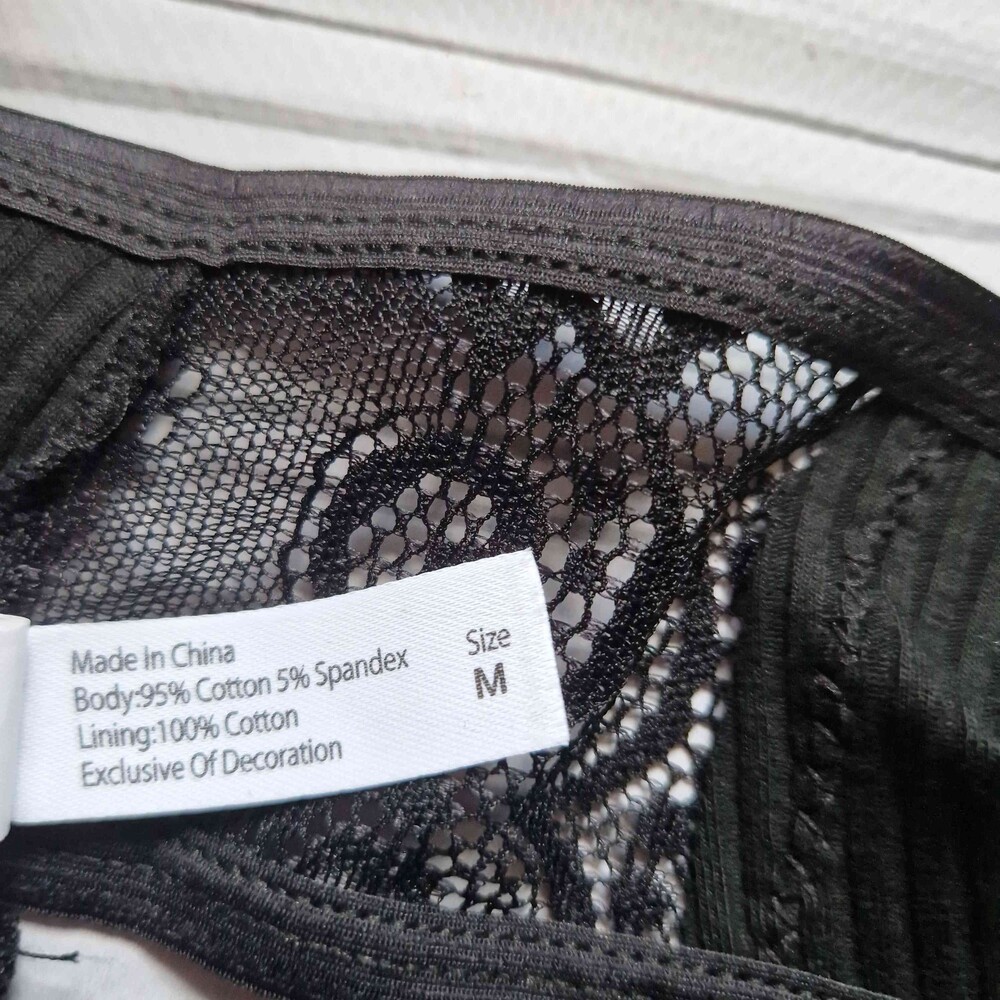 Made In China
Body:95% Cotton 5% Spandex
Lining:100% Cotton
Exclusive Of Decoration
Size
M